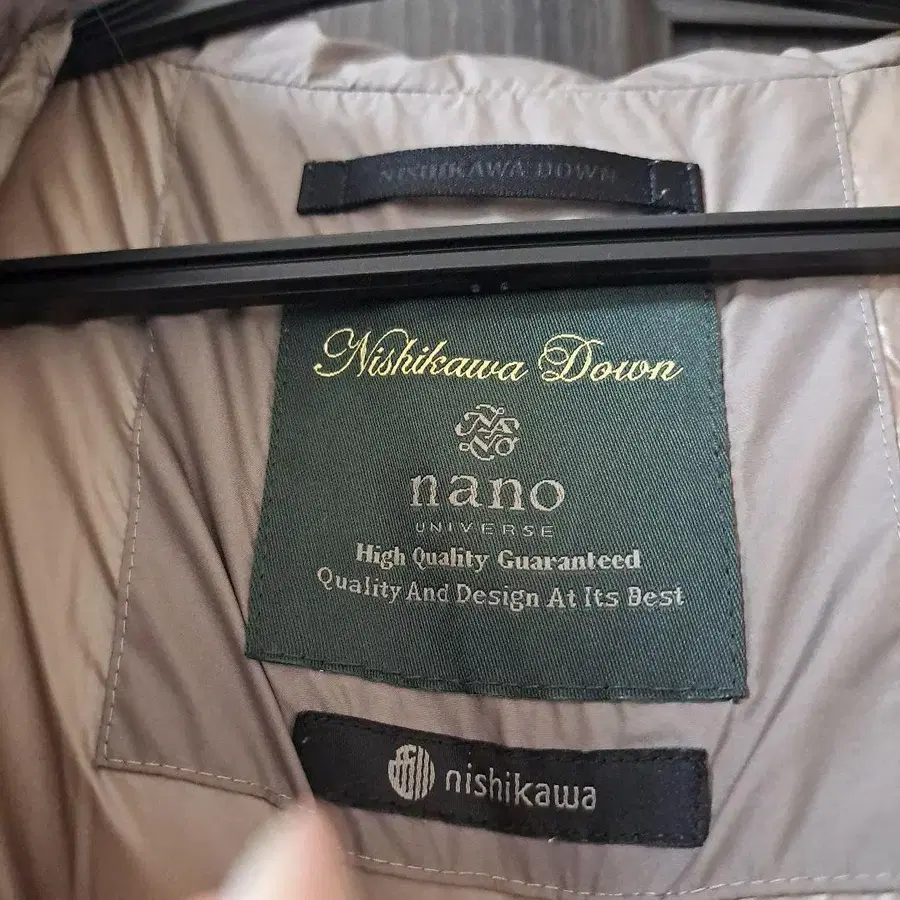 NISHIKAWA DOWN
Nishikawa Down
nano
UNIVERSE
High Quality Guaranteed
Quality And Design At Its Best
nishikawa